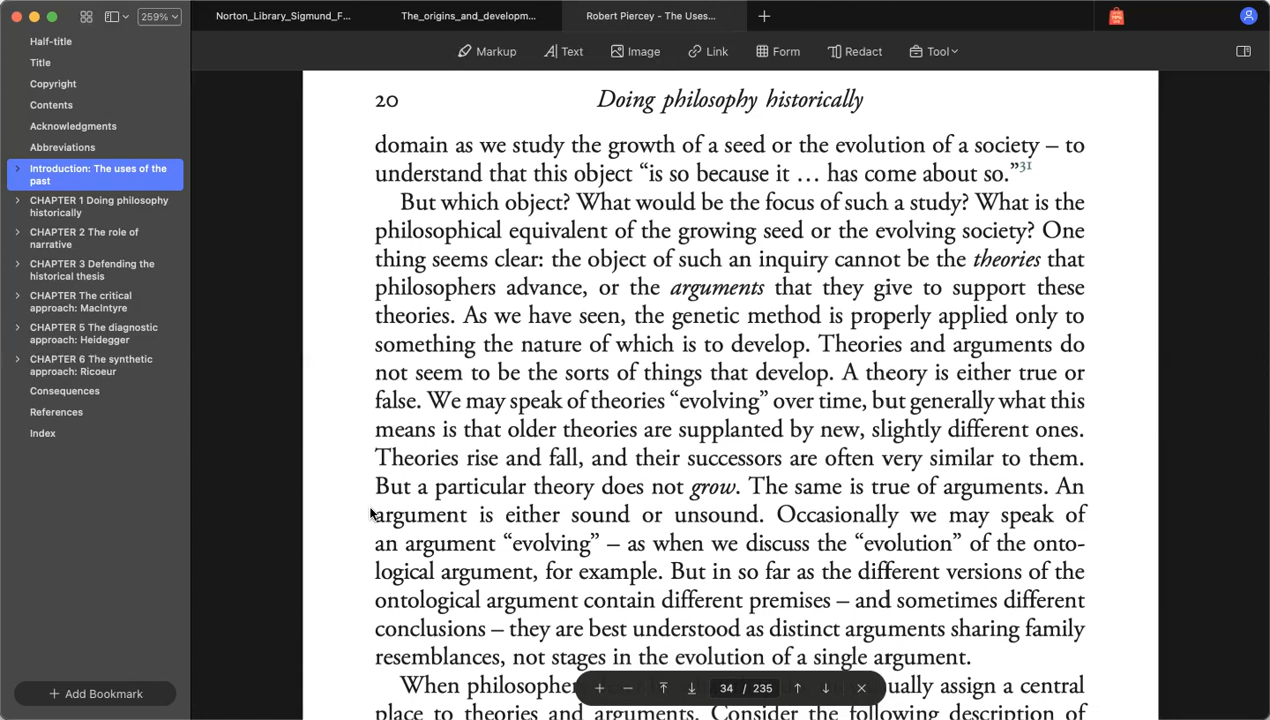 259%
Norton_Library_Sigmund_F...
The_origins_and_developm...
Robert Piercey - The Uses...
Markup
Text
Image
Link
Form
Redact
Tool
Half-title
Title
Copyright
Contents
Acknowledgments
Abbreviations
Introduction: The uses of the
past
CHAPTER 1 Doing philosophy
historically
CHAPTER 2 The role of
narrative
CHAPTER 3 Defending the
historical thesis
CHAPTER The critical
approach: MacIntyre
CHAPTER 5 The diagnostic
approach: Heidegger
CHAPTER 6 The synthetic
approach: Ricoeur
Consequences
References
Index
Add Bookmark
20 Doing philosophy historically
domain as we study the growth of a seed or the evolution of a society – to
understand that this object “is so because it … has come about so.”31
But which object? What would be the focus of such a study? What is the
philosophical equivalent of the growing seed or the evolving society? One
thing seems clear: the object of such an inquiry cannot be the theories that
philosophers advance, or the arguments that they give to support these
theories. As we have seen, the genetic method is properly applied only to
something the nature of which is to develop. Theories and arguments do
not seem to be the sorts of things that develop. A theory is either true or
false. We may speak of theories “evolving” over time, but generally what this
means is that older theories are supplanted by new, slightly different ones.
Theories rise and fall, and their successors are often very similar to them.
But a particular theory does not grow. The same is true of arguments. An
argument is either sound or unsound. Occasionally we may speak of
an argument “evolving” – as when we discuss the “evolution” of the onto-
logical argument, for example. But in so far as the different versions of the
ontological argument contain different premises – and sometimes different
conclusions – they are best understood as distinct arguments sharing family
resemblances, not stages in the evolution of a single argument.
When philosopher ually assign a central
place to theories and arguments. Consider the following description of
34 / 235